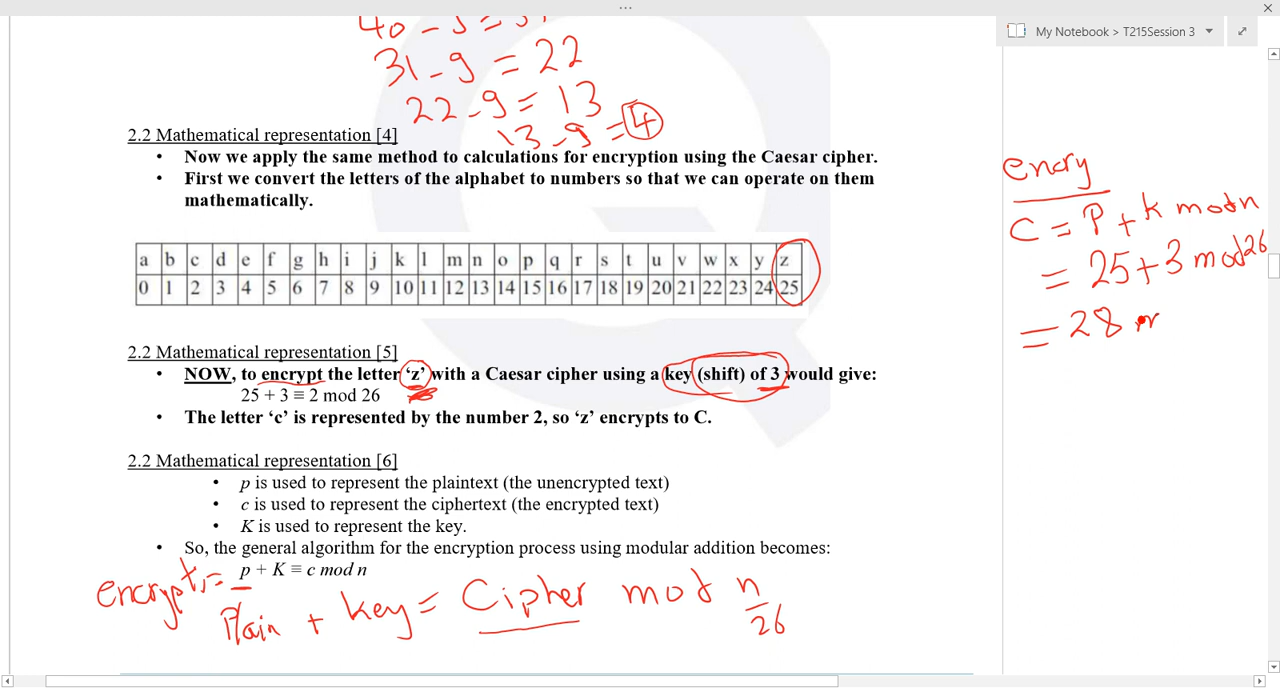 My Notebook > T215Session 3
31 - 9 = 22
22 - 9 = 13
13 - 9 = 4
2.2 Mathematical representation [4]
• Now we apply the same method to calculations for encryption using the Caesar cipher.
• First we convert the letters of the alphabet to numbers so that we can operate on them
mathematically.
a b c d e f g h i j k l m n o p q r s t u v w x y z
0 1 2 3 4 5 6 7 8 9 10 11 12 13 14 15 16 17 18 19 20 21 22 23 24 25
encry
C = P + k mod n
= 25 + 3 mod 26
= 28
2.2 Mathematical representation [5]
• NOW, to encrypt the letter ‘z’ with a Caesar cipher using a key (shift) of 3 would give:
25 + 3 ≡ 2 mod 26
• The letter ‘c’ is represented by the number 2, so ‘z’ encrypts to C.
2.2 Mathematical representation [6]
• p is used to represent the plaintext (the unencrypted text)
• c is used to represent the ciphertext (the encrypted text)
• K is used to represent the key.
• So, the general algorithm for the encryption process using modular addition becomes:
p + K ≡ c mod n
Plain + key = Cipher mod n
26